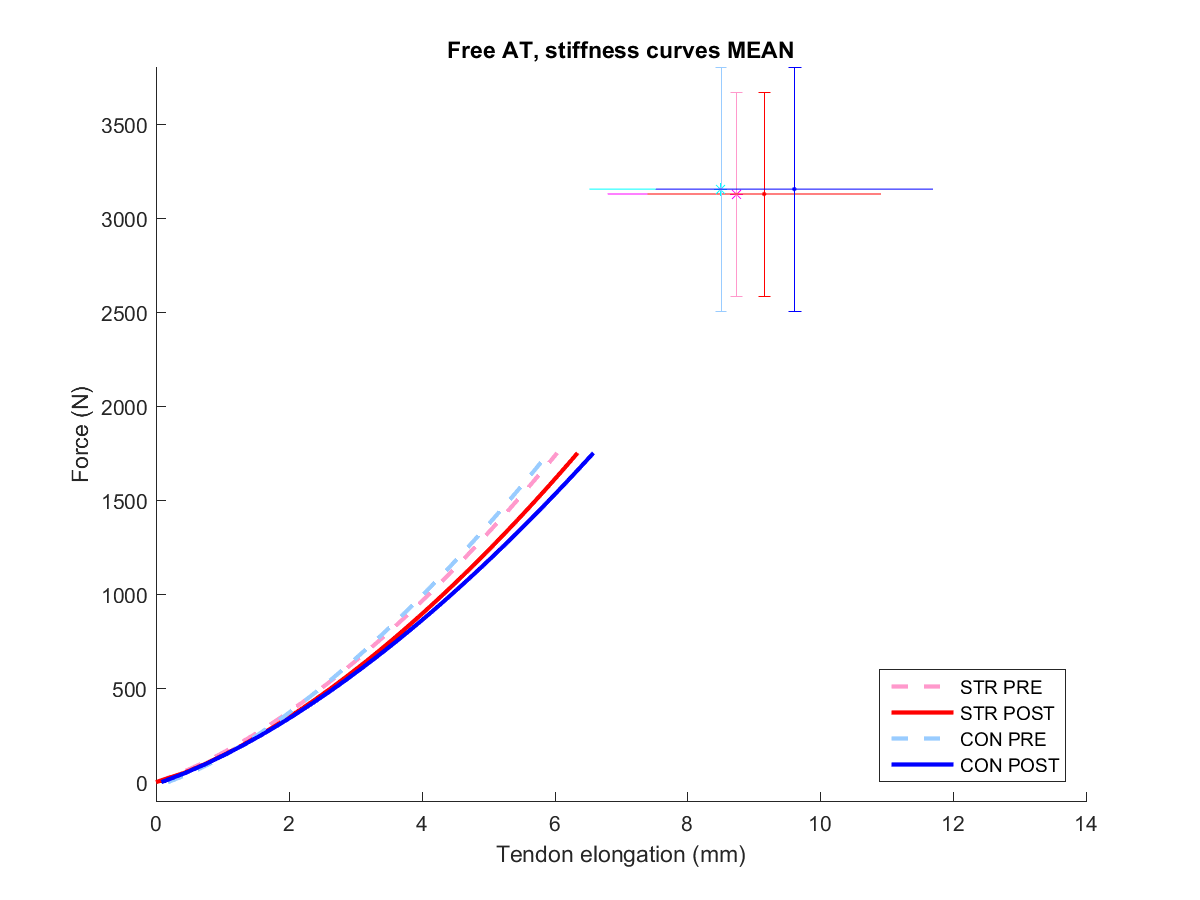 Free AT, stiffness curves MEAN
3500
3000
2500
2000
1500
1000
500
0
Force (N)
0 2 4 6 8 10 12 14
Tendon elongation (mm)
STR PRE
STR POST
CON PRE
CON POST